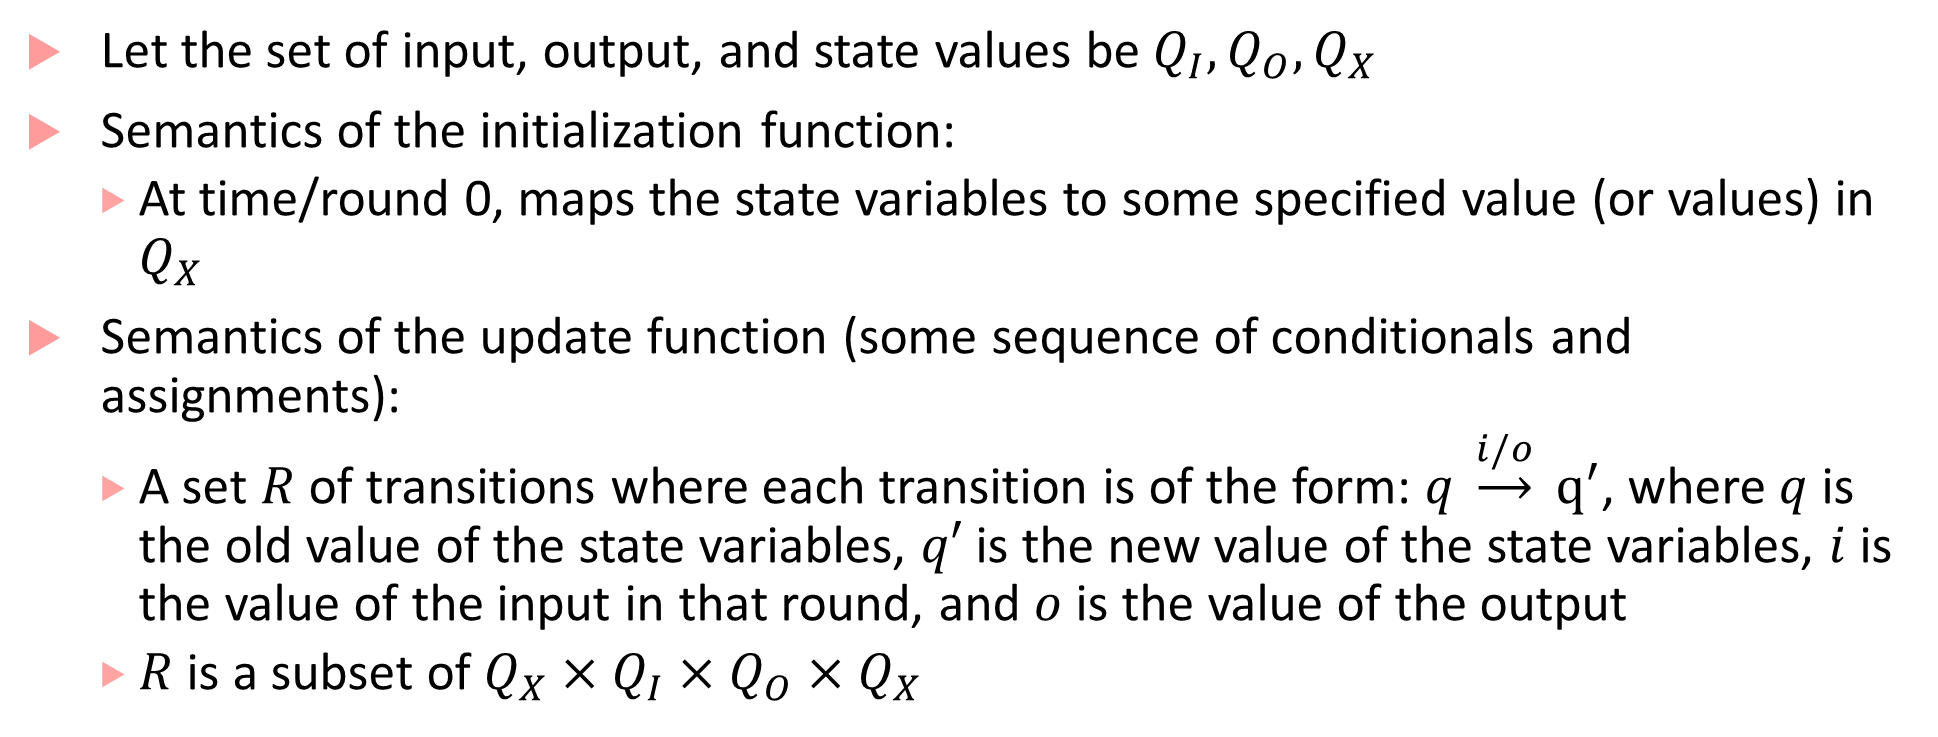 Let the set of input, output, and state values be Q_I, Q_O, Q_X
Semantics of the initialization function:
At time/round 0, maps the state variables to some specified value (or values) in
Q_X
Semantics of the update function (some sequence of conditionals and
assignments):
A set R of transitions where each transition is of the form: q \overset{i/o}{⟶} q′, where q is
the old value of the state variables, q′ is the new value of the state variables, i is
the value of the input in that round, and o is the value of the output
R is a subset of Q_X × Q_I × Q_O × Q_X